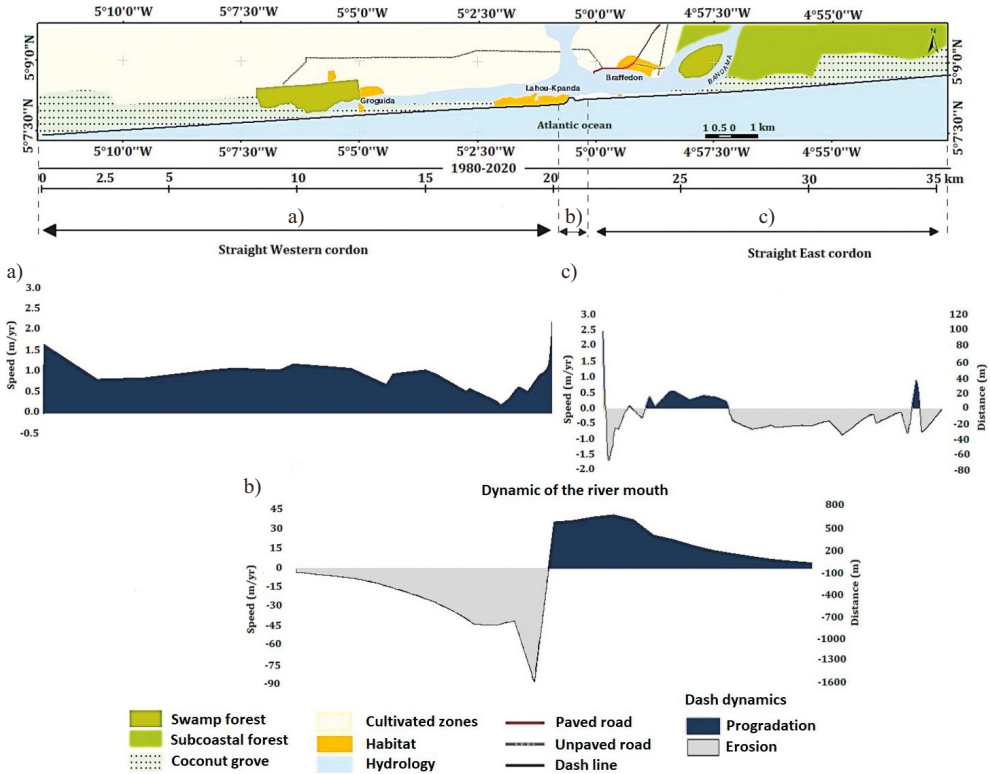 5°10'0"W 5°7'30"W 5°5'0"W 5°2'30"W 5°0'0"W 4°57'30"W 4°55'0"W
5°9'0"N
5°7'30"N
5°9'0"N
5°7'30"N
N
Groguida
Lahou-Kpanda
Braffedon
BANDAMA
Atlantic ocean
1 0.5 0 1 km
5°10'0"W 5°7'30"W 5°5'0"W 5°2'30"W 5°0'0"W 4°57'30"W 4°55'0"W
1980-2020
0 2.5 5 10 15 20 25 30 35 km
a) b) c)
Straight Western cordon
Straight East cordon
a)
Speed (m/yr)
3.0
2.5
2.0
1.5
1.0
0.5
0.0
-0.5
c)
Speed (m/yr)
3.0
2.5
2.0
1.5
1.0
0.5
0.0
-0.5
-1.0
-1.5
-2.0
120
100
80
60
40
20
0
-20
-40
-60
-80
Distance (m)
b)
Dynamic of the river mouth
Speed (m/yr)
45
30
15
0
-15
-30
-45
-60
-75
-90
800
500
200
-100
-400
-700
-1000
-1300
-1600
Distance (m)
Swamp forest
Subcoastal forest
Coconut grove
Cultivated zones
Habitat
Hydrology
Paved road
Unpaved road
Dash line
Dash dynamics
Progradation
Erosion